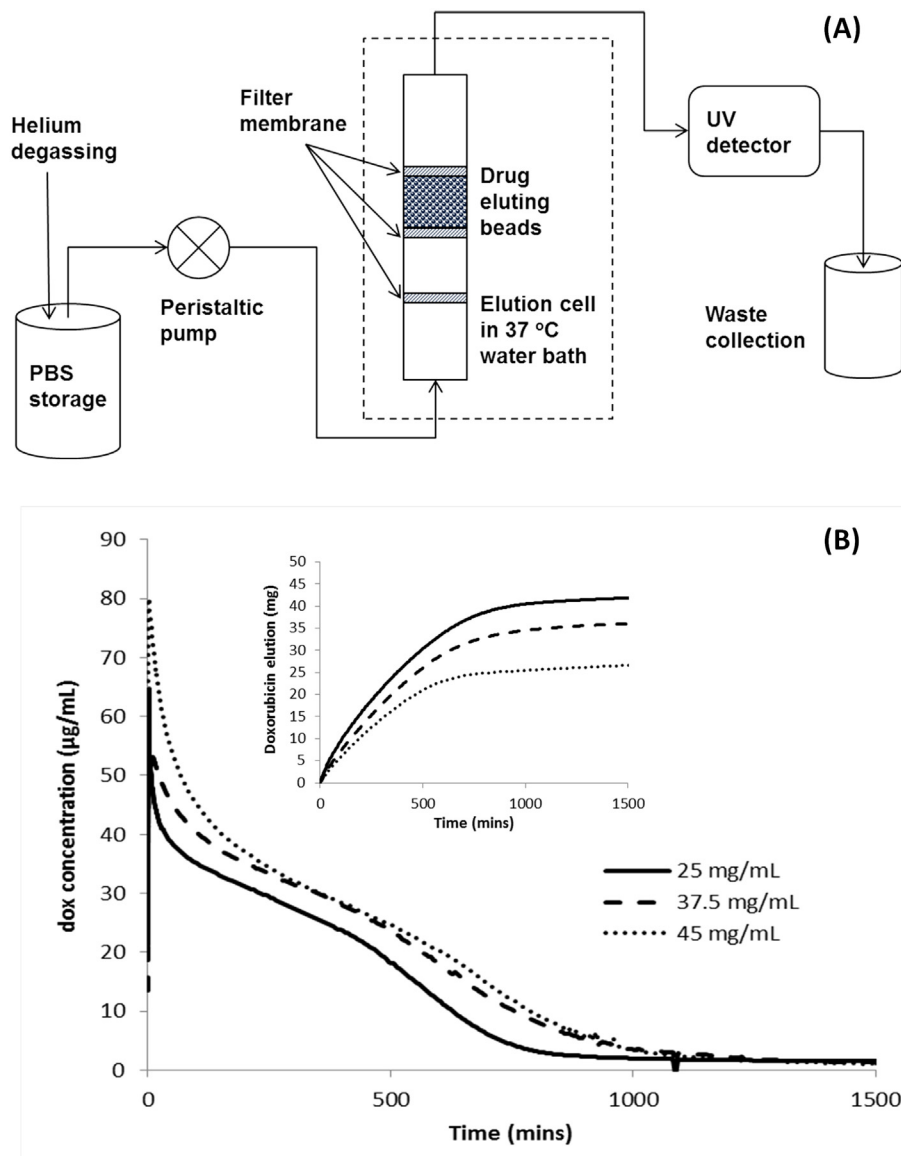 (A)
Helium
degassing
Filter
membrane
UV
detector
Drug
eluting
beads
Peristaltic
pump
Elution cell
in 37 °C
water bath
Waste
collection
PBS
storage
(B)
90
80
70
60
50
40
30
20
10
0
dox concentration (µg/mL)
0
500
1000
1500
Time (mins)
50
45
40
35
30
25
20
15
10
5
0
Doxorubicin elution (mg)
0
500
1000
1500
Time (mins)
25 mg/mL
37.5 mg/mL
45 mg/mL